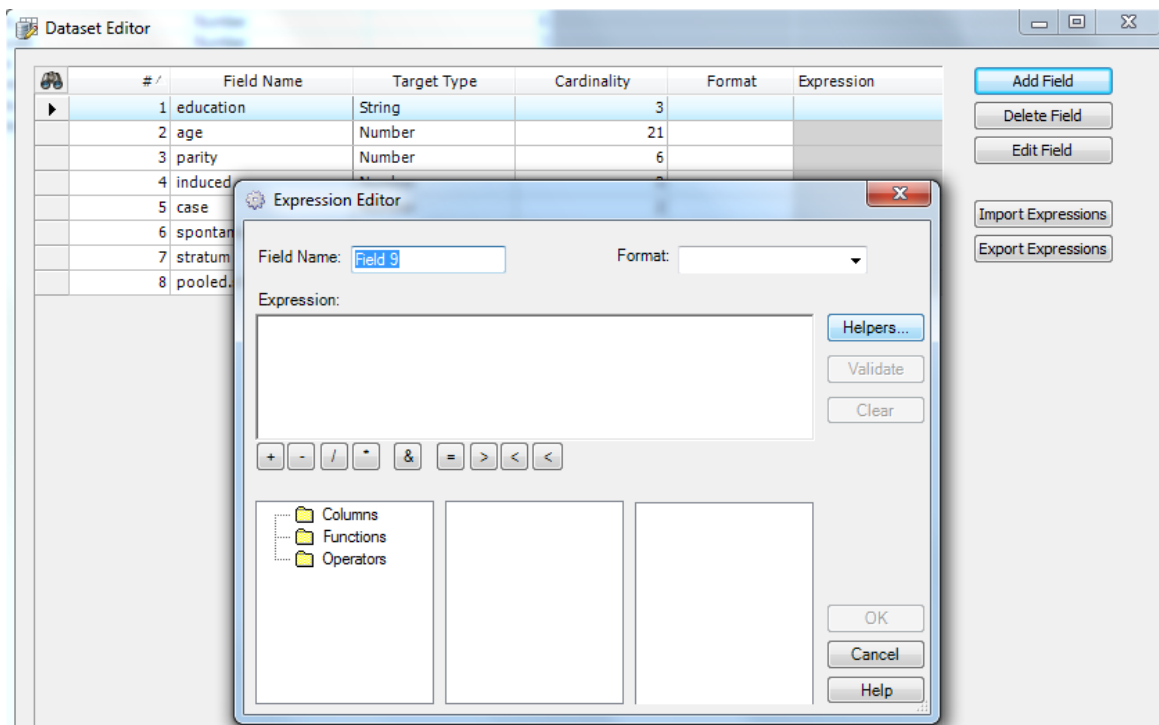 Dataset Editor
# Field Name Target Type Cardinality Format Expression
1 education String 3
2 age Number 21
3 parity Number 6
4 induced
5 case
6 spontan
7 stratum
8 pooled.
Add Field
Delete Field
Edit Field
Import Expressions
Export Expressions
Expression Editor
Field Name: Field 9 Format:
Expression:
Helpers...
Validate
Clear
+ - / * & = > < <
Columns
Functions
Operators
OK
Cancel
Help